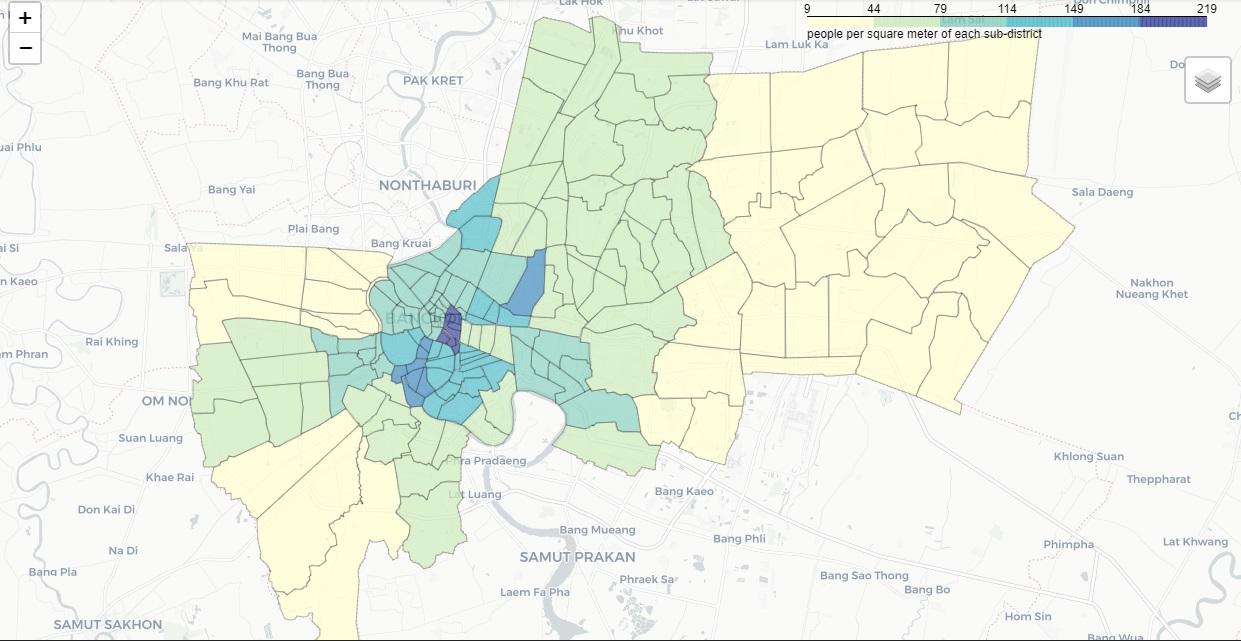 +
−
9 44 79 114 149 184 219
people per square meter of each sub-district
Lak Hok
Mai Bang Bua
Thong
Khu Khot
Lam Sai
Lam Luk Ka
Bang Bua
Thong
Bang Khu Rat
PAK KRET
uai Phlu
NONTHABURI
Bang Yai
Sala Daeng
Plai Bang
Bang Kruai
ai Si
Sala Ya
n Kaeo
Nakhon
Nueang Khet
BANG
Rai Khing
m Phran
OM NOI
Suan Luang
Khae Rai
Phra Pradaeng
Khlong Suan
Theppharat
Lat Luang
Bang Kaeo
Don Kai Di
Bang Mueang
Bang Phli
Na Di
SAMUT PRAKAN
Phimpha
Lat Khwang
Bang Pla
Phraek Sa
Bang Sao Thong
Bang Bo
Laem Fa Pha
SAMUT SAKHON
Hom Sin
Bang Wua